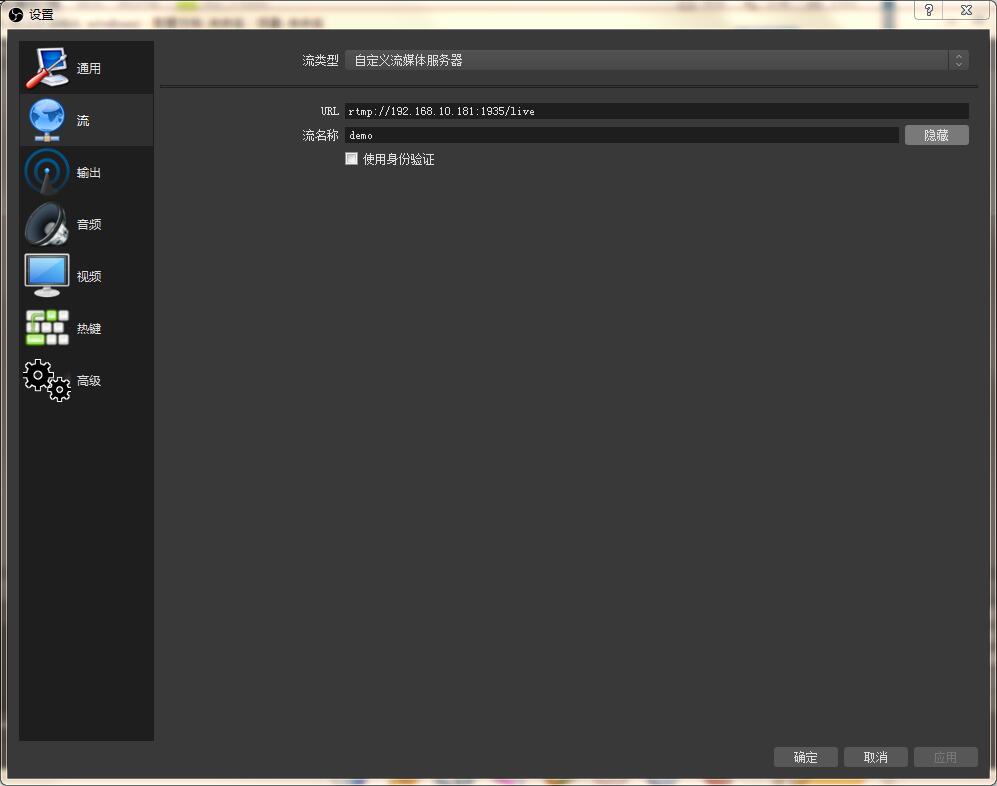 设置
?
通用
流
输出
音频
视频
热键
高级
流类型 自定义流媒体服务器
URL rtmp://192.168.10.181:1935/live
流名称 demo 隐藏
使用身份验证
确定 取消 应用